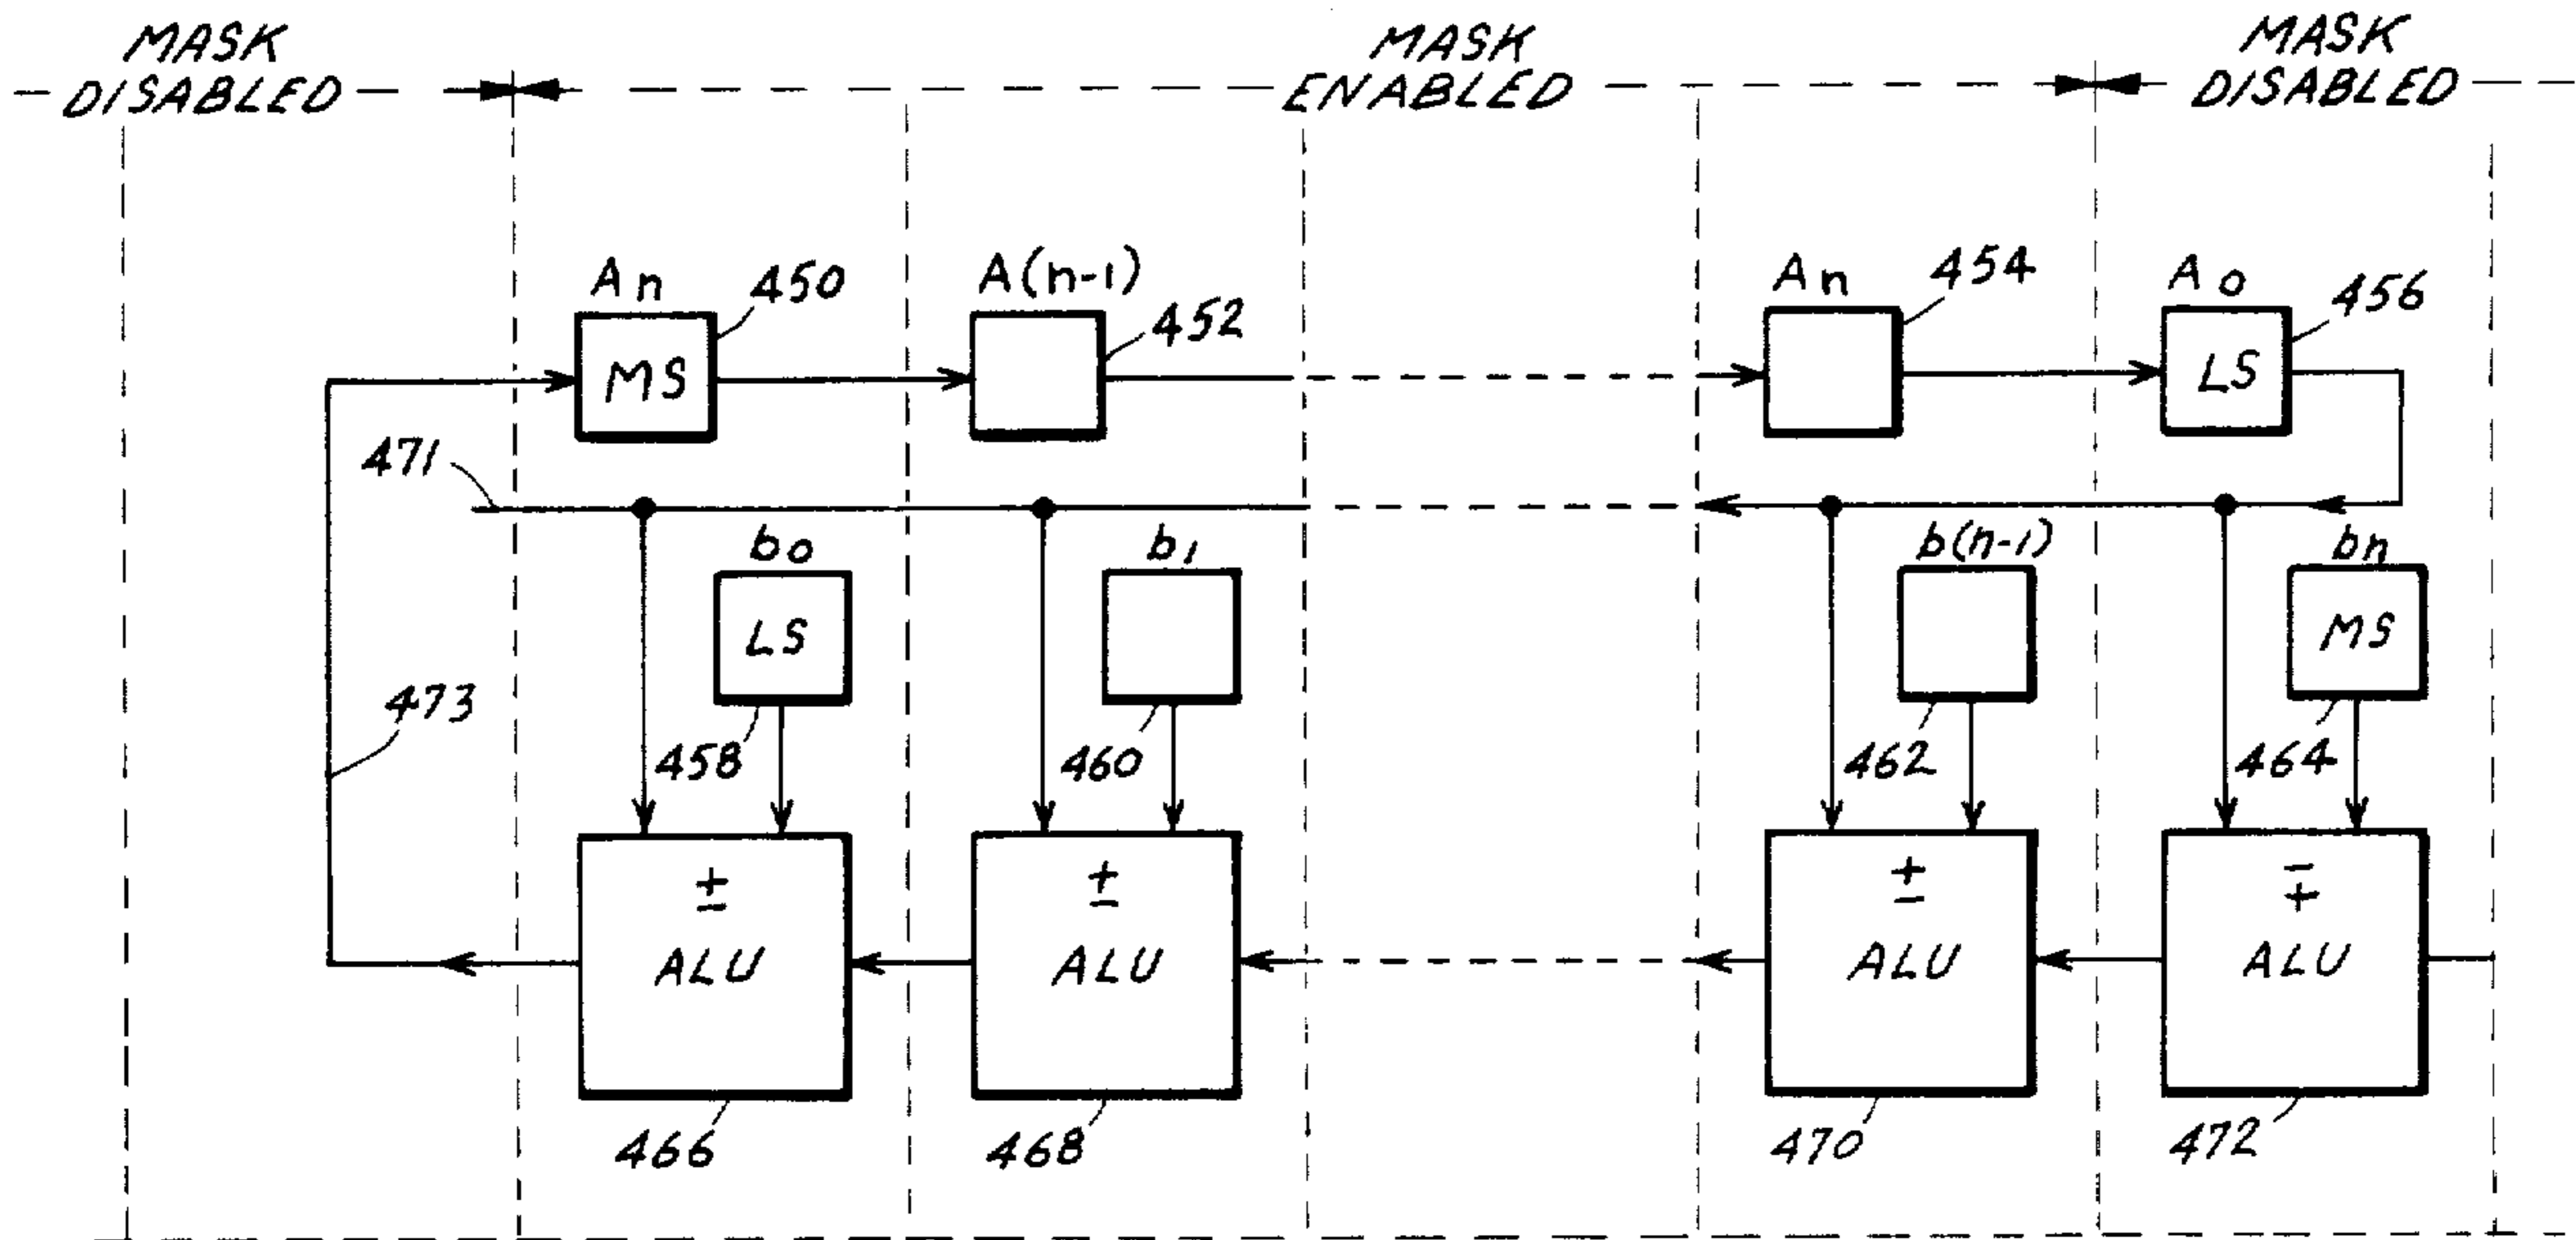 MASK DISABLED
MASK ENABLED
MASK DISABLED
An 450
A(n-1) 452
An 454
Ao 456
MS
LS
471
bo
b1
b(n-1)
bn
LS
MS
473
458
460
462
464
±
±
±
∓
ALU
ALU
ALU
ALU
466
468
470
472